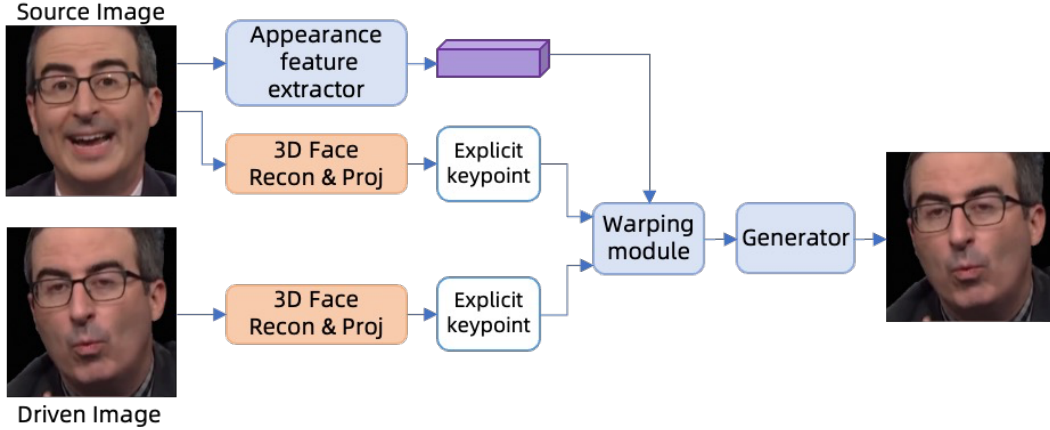 Source Image
Appearance
feature
extractor
3D Face
Recon & Proj
Explicit
keypoint
Warping
module
Generator
3D Face
Recon & Proj
Explicit
keypoint
Driven Image